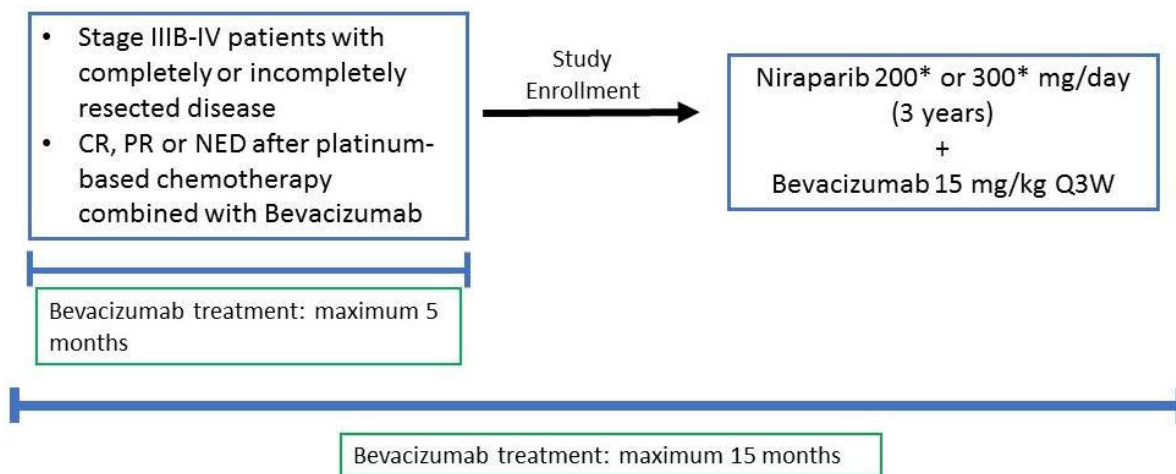 • Stage IIIB-IV patients with
completely or incompletely
resected disease
• CR, PR or NED after platinum-
based chemotherapy
combined with Bevacizumab
Study
Enrollment
Niraparib 200* or 300* mg/day
(3 years)
+
Bevacizumab 15 mg/kg Q3W
Bevacizumab treatment: maximum 5
months
Bevacizumab treatment: maximum 15 months